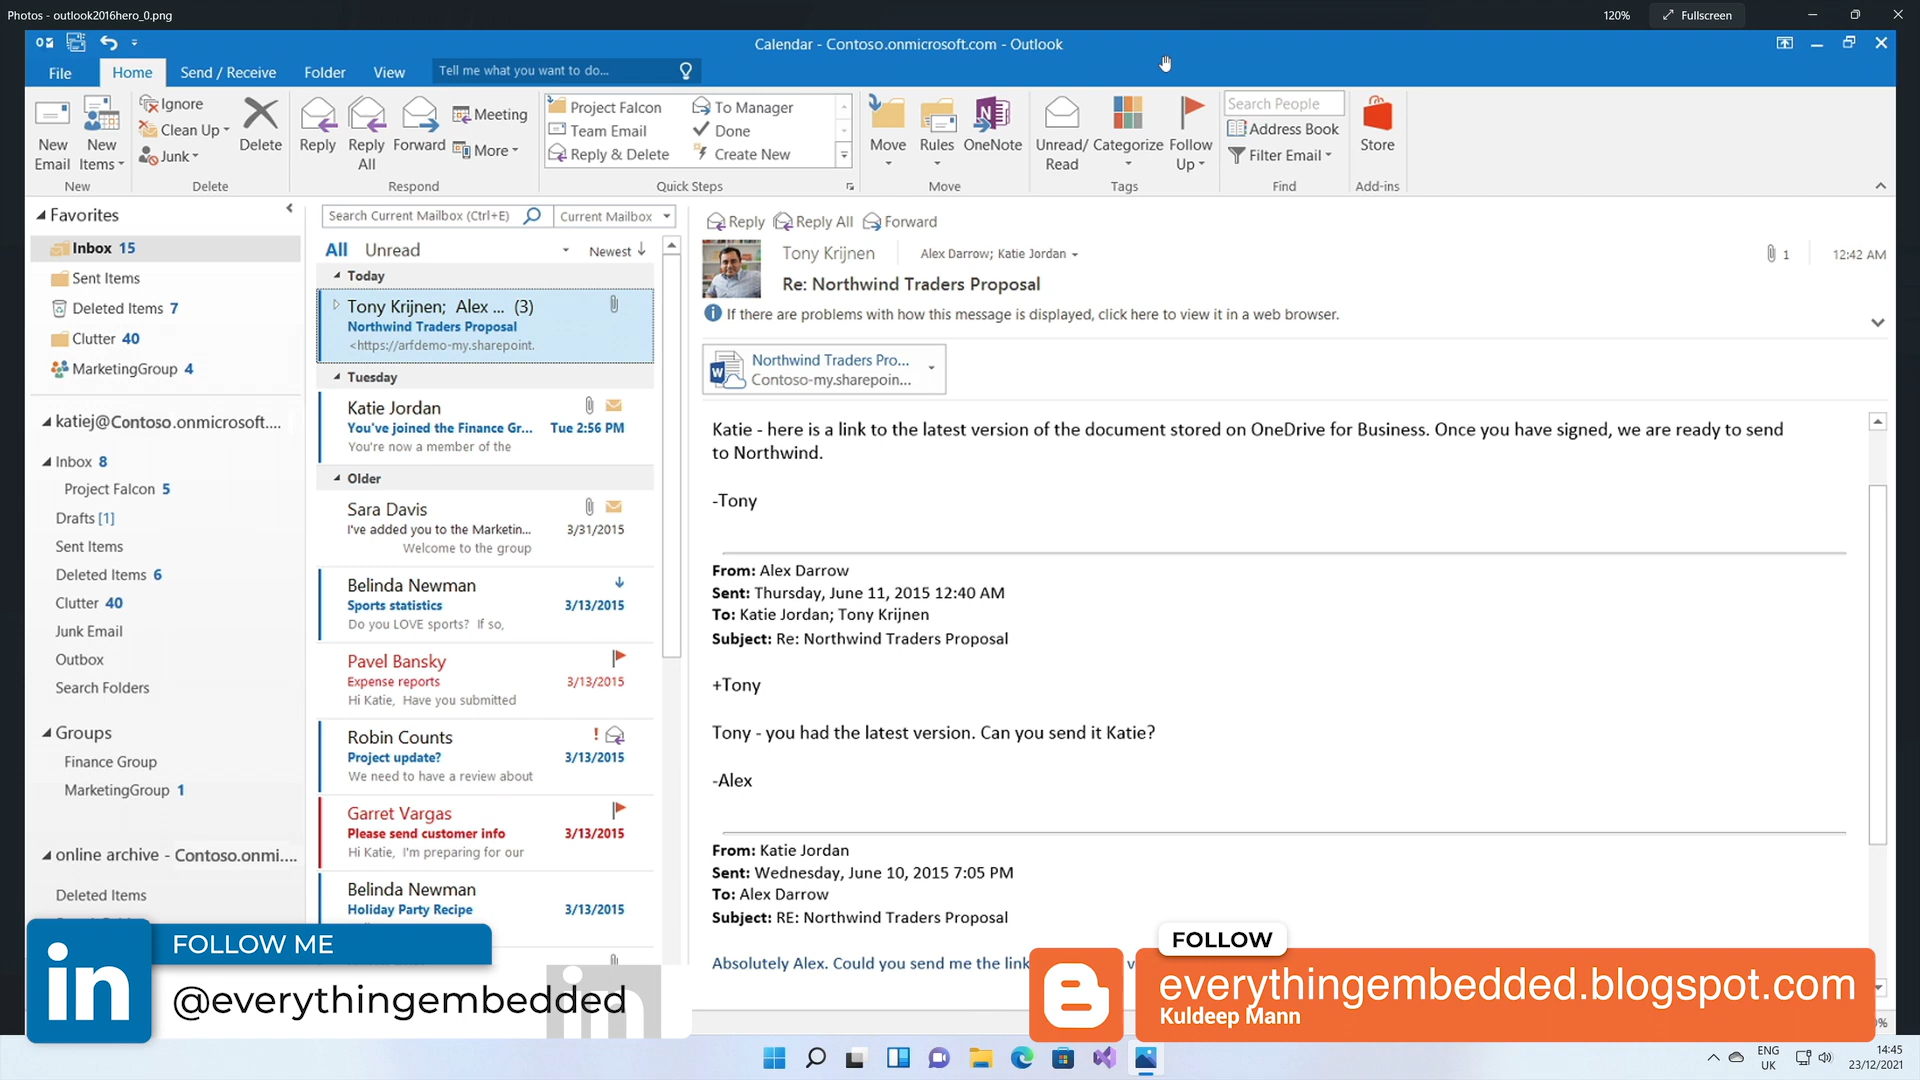 Photos - outlook2016hero_0.png
120%
Fullscreen
Calendar - Contoso.onmicrosoft.com - Outlook
File
Home
Send / Receive
Folder
View
Tell me what you want to do...
New Email
New Items
New
Ignore
Clean Up
Junk
Delete
Delete
Reply
Reply All
Forward
Meeting
More
Respond
Project Falcon
Team Email
Reply & Delete
To Manager
Done
Create New
Quick Steps
Move
Rules
OneNote
Move
Unread/ Read
Categorize
Follow Up
Tags
Search People
Address Book
Filter Email
Find
Store
Add-ins
Favorites
Inbox 15
Sent Items
Deleted Items 7
Clutter 40
MarketingGroup 4
katiej@Contoso.onmicrosoft....
Inbox 8
Project Falcon 5
Drafts [1]
Sent Items
Deleted Items 6
Clutter 40
Junk Email
Outbox
Search Folders
Groups
Finance Group
MarketingGroup 1
online archive - Contoso.onmi....
Deleted Items
Search Current Mailbox (Ctrl+E)
Current Mailbox
All Unread
Newest
Today
Tony Krijnen; Alex ... (3)
Northwind Traders Proposal
<https://arfdemo-my.sharepoint.
Tuesday
Katie Jordan
You've joined the Finance Gr... Tue 2:56 PM
You're now a member of the
Older
Sara Davis
I've added you to the Marketin... 3/31/2015
Welcome to the group
Belinda Newman
Sports statistics 3/13/2015
Do you LOVE sports? If so,
Pavel Bansky
Expense reports 3/13/2015
Hi Katie, Have you submitted
Robin Counts
Project update? 3/13/2015
We need to have a review about
Garret Vargas
Please send customer info 3/13/2015
Hi Katie, I'm preparing for our
Belinda Newman
Holiday Party Recipe 3/13/2015
Reply Reply All Forward
Tony Krijnen Alex Darrow; Katie Jordan
1
12:42 AM
Re: Northwind Traders Proposal
If there are problems with how this message is displayed, click here to view it in a web browser.
Northwind Traders Pro...
Contoso-my.sharepoin...
Katie - here is a link to the latest version of the document stored on OneDrive for Business. Once you have signed, we are ready to send
to Northwind.
-Tony
From: Alex Darrow
Sent: Thursday, June 11, 2015 12:40 AM
To: Katie Jordan; Tony Krijnen
Subject: Re: Northwind Traders Proposal
+Tony
Tony - you had the latest version. Can you send it Katie?
-Alex
From: Katie Jordan
Sent: Wednesday, June 10, 2015 7:05 PM
To: Alex Darrow
Subject: RE: Northwind Traders Proposal
Absolutely Alex. Could you send me the link
in
FOLLOW ME
@everythingembedded
in
FOLLOW
everythingembedded.blogspot.com
Kuldeep Mann
ENG
UK
14:45
23/12/2021